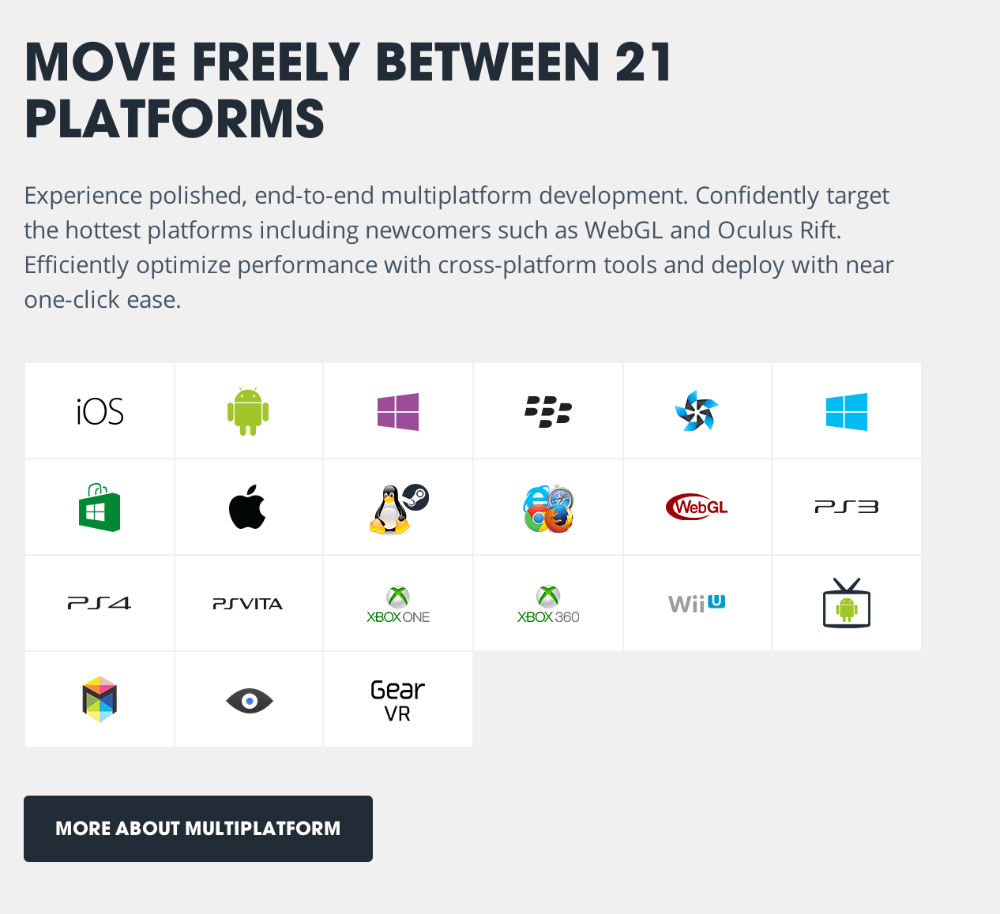 MOVE FREELY BETWEEN 21
PLATFORMS
Experience polished, end-to-end multiplatform development. Confidently target
the hottest platforms including newcomers such as WebGL and Oculus Rift.
Efficiently optimize performance with cross-platform tools and deploy with near
one-click ease.
iOS
WebGL
PS3
PS4
PSVITA
XBOX ONE
XBOX 360
Wii U
Gear
VR
MORE ABOUT MULTIPLATFORM